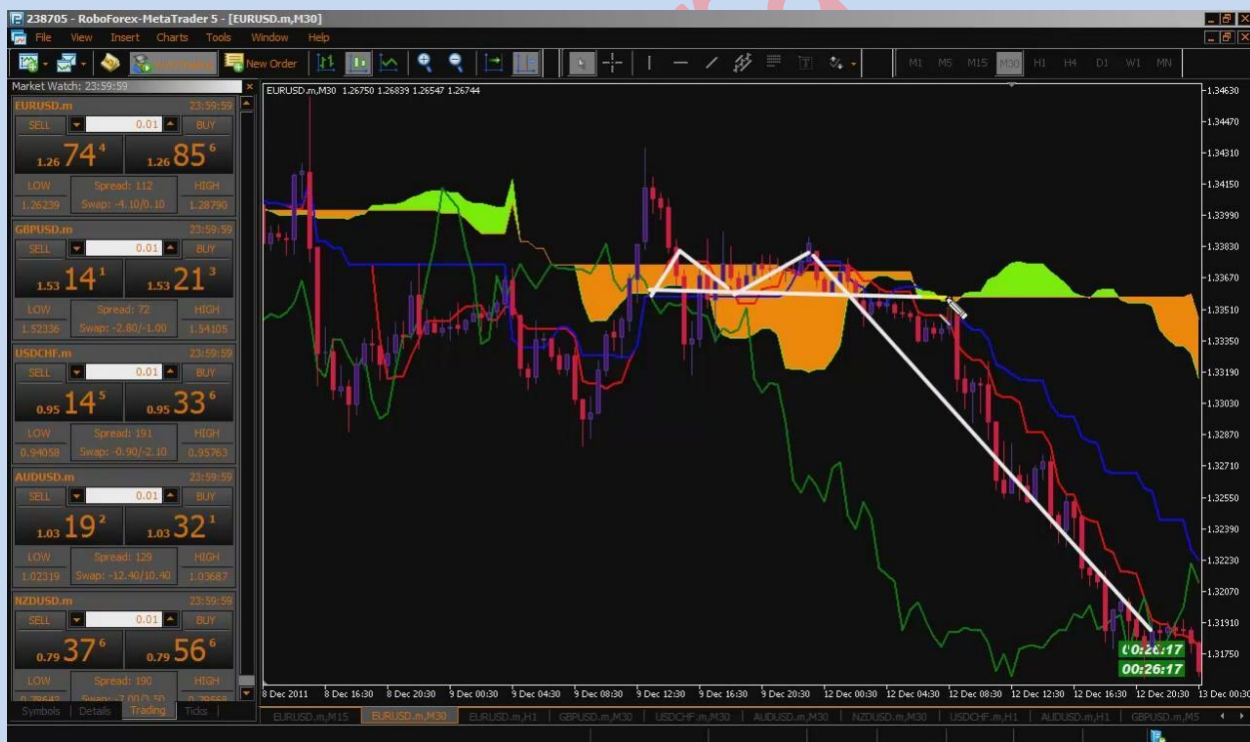 238705 - RoboForex-MetaTrader 5 - [EURUSD.m,M30]
File View Insert Charts Tools Window Help
New Order M1 M5 M15 M30 H1 H4 D1 W1 MN
Market Watch: 23:59:59
EURUSD.m 23:59:59
SELL 0.01 BUY
1.26 74 4 1.26 85 6
LOW Spread: 112 HIGH
1.26239 Swap: -4.10/0.10 1.28790
GBPUSD.m 23:59:59
SELL 0.01 BUY
1.53 14 1 1.53 21 3
LOW Spread: 72 HIGH
1.52336 Swap: -2.80/-1.00 1.54105
USDCHF.m 23:59:59
SELL 0.01 BUY
0.95 14 5 0.95 33 6
LOW Spread: 191 HIGH
0.94058 Swap: -0.90/-2.10 0.95763
AUDUSD.m 23:59:59
SELL 0.01 BUY
1.03 19 2 1.03 32 1
LOW Spread: 129 HIGH
1.02319 Swap: -12.40/10.40 1.03687
NZDUSD.m 23:59:59
SELL 0.01 BUY
0.79 37 6 0.79 56 6
LOW Spread: 190 HIGH
Symbols Details Trading Ticks
EURUSD.m,M30 1.26750 1.26839 1.26547 1.26744
1.34630
1.34470
1.34310
1.34150
1.33990
1.33830
1.33670
1.33510
1.33350
1.33190
1.33030
1.32870
1.32710
1.32550
1.32390
1.32230
1.32070
1.31910
1.31750
00:26:17
00:26:17
8 Dec 2011 8 Dec 16:30 8 Dec 20:30 9 Dec 00:30 9 Dec 04:30 9 Dec 08:30 9 Dec 12:30 9 Dec 16:30 9 Dec 20:30 12 Dec 00:30 12 Dec 04:30 12 Dec 08:30 12 Dec 12:30 12 Dec 16:30 12 Dec 20:30 13 Dec 00:30
EURUSD.m,M15 EURUSD.m,M30 EURUSD.m,H1 GBPUSD.m,M30 USDCHF.m,M30 AUDUSD.m,M30 NZDUSD.m,M30 USDCHF.m,H1 AUDUSD.m,H1 GBPUSD.m,M5